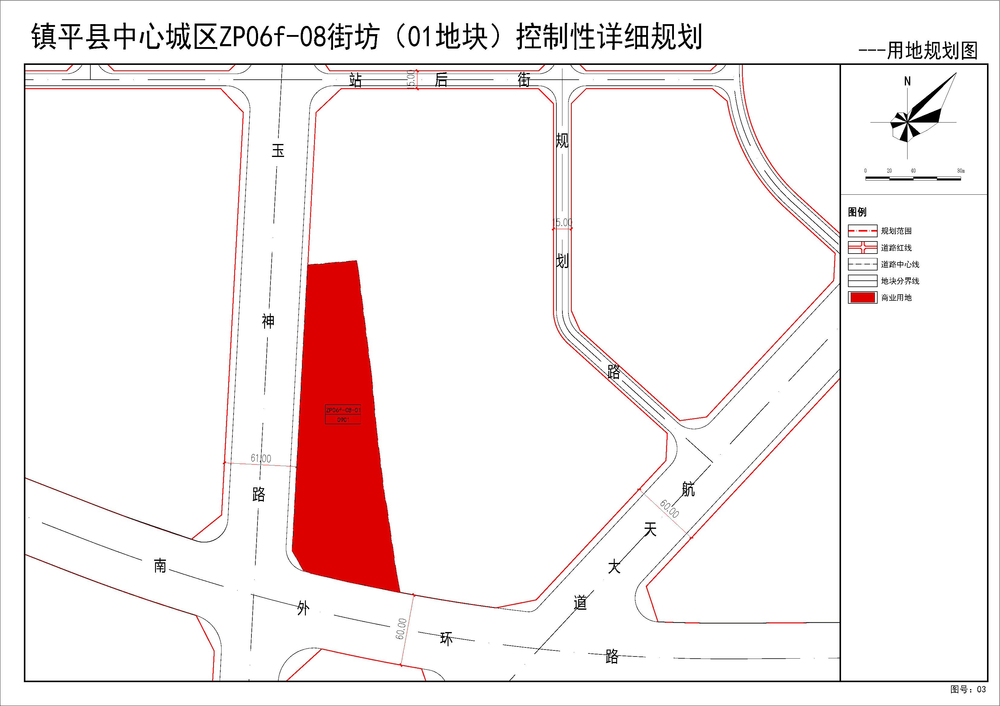 镇平县中心城区ZP06f-08街坊（01地块）控制性详细规划
---用地规划图
站后街
15.00
N
0 20 40 80m
玉神路
规划路
15.00
图例
规划范围
道路红线
道路中心线
地块分界线
商业用地
ZP06f-08-01
0901
61.00
航天大道
60.00
南外环路
60.00
图号：03